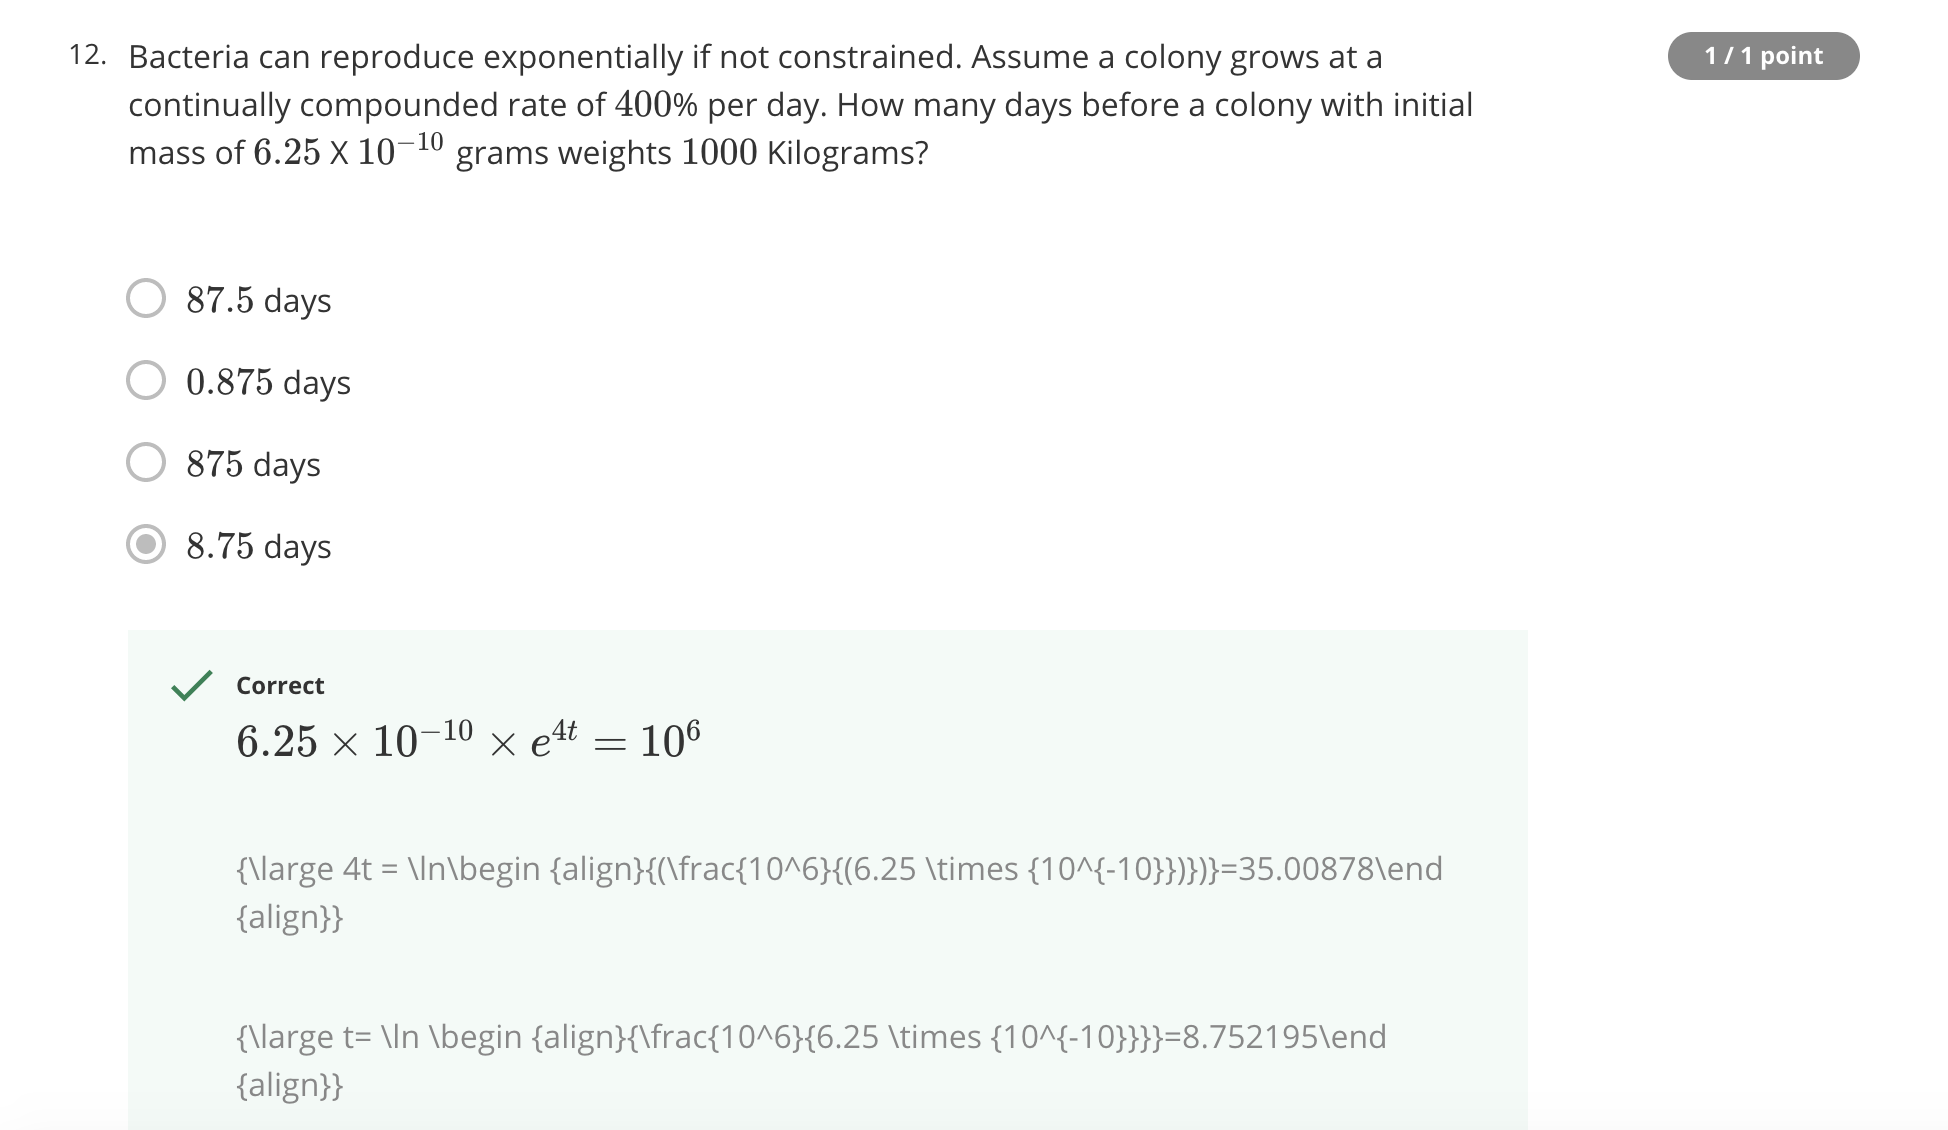 12. Bacteria can reproduce exponentially if not constrained. Assume a colony grows at a
1 / 1 point
continually compounded rate of 400% per day. How many days before a colony with initial
mass of 6.25 X 10^{-10} grams weights 1000 Kilograms?
87.5 days
0.875 days
875 days
8.75 days
Correct
6.25 × 10^{-10} × e^{4t} = 10^6
{\large 4t = \ln\begin {align}{(\frac{10^6}{(6.25 \times {10^{-10}})})}=35.00878\end
{align}}
{\large t= \ln \begin {align}{\frac{10^6}{6.25 \times {10^{-10}}}}=8.752195\end
{align}}